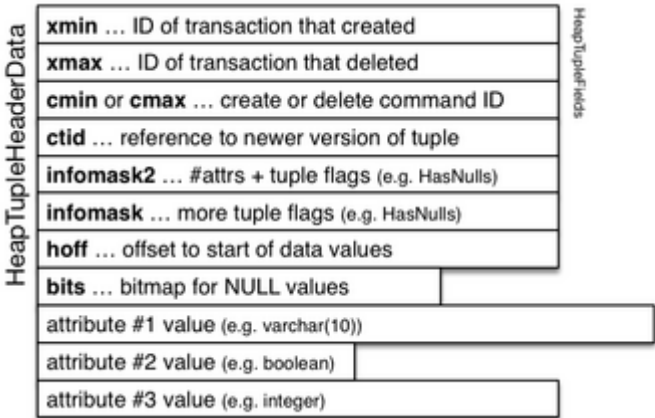 HeapTupleHeaderData
HeapTupleFields
xmin ... ID of transaction that created
xmax ... ID of transaction that deleted
cmin or cmax ... create or delete command ID
ctid ... reference to newer version of tuple
infomask2 ... #attrs + tuple flags (e.g. HasNulls)
infomask ... more tuple flags (e.g. HasNulls)
hoff ... offset to start of data values
bits ... bitmap for NULL values
attribute #1 value (e.g. varchar(10))
attribute #2 value (e.g. boolean)
attribute #3 value (e.g. integer)